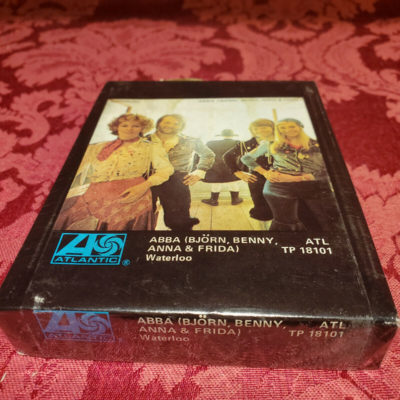 ABBA (BJÖRN, BENNY, ATL
ANNA & FRIDA) TP 18101
Waterloo
ATLANTIC®
ABBA (BJÖRN, BENNY, ATL
ANNA & FRIDA) TP 18101
Waterloo
ATLANTIC